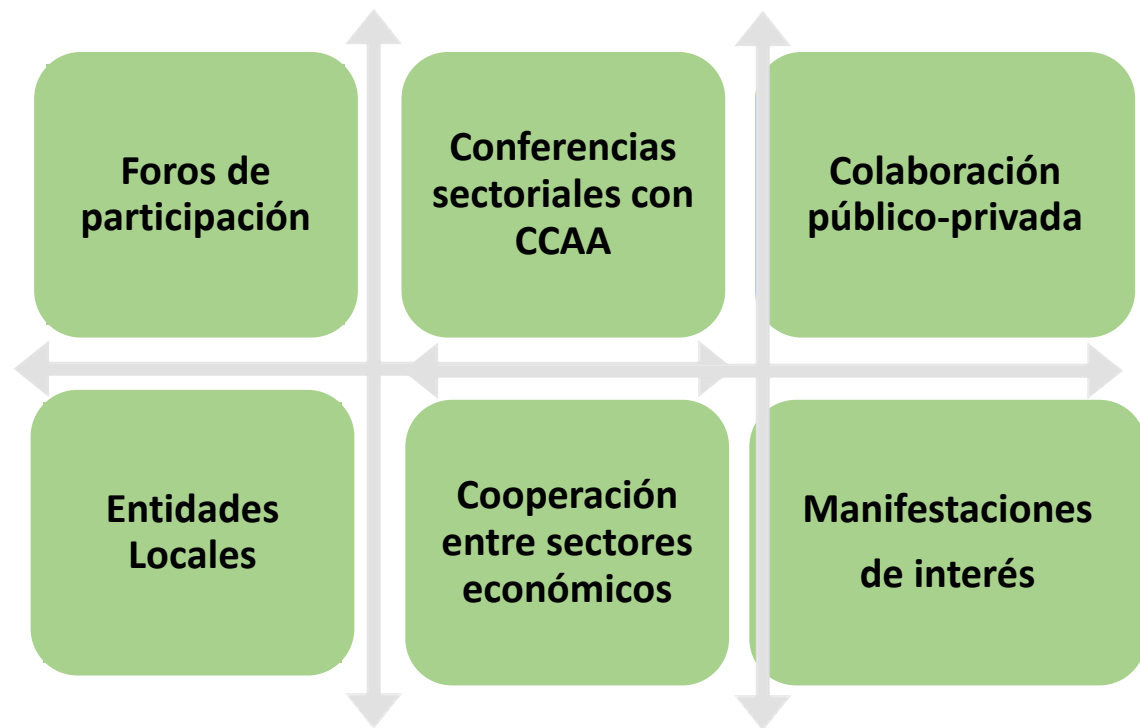 Foros de
participación
Conferencias
sectoriales con
CCAA
Colaboración
público-privada
Entidades
Locales
Cooperación
entre sectores
económicos
Manifestaciones
de interés